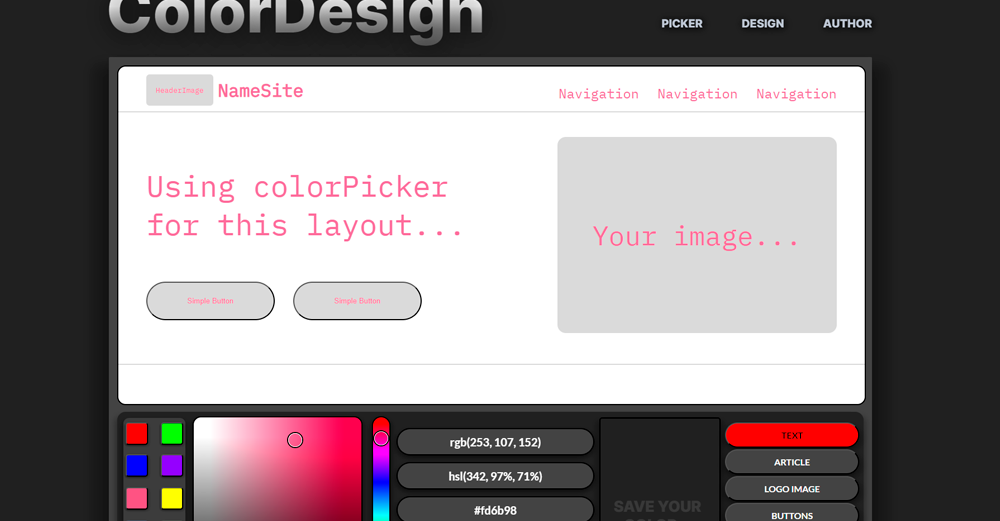 ColorDesign
PICKER DESIGN AUTHOR
HeaderImage NameSite
Navigation Navigation Navigation
Using colorPicker
for this layout...
Your image...
Simple Button Simple Button
rgb(253, 107, 152)
hsl(342, 97%, 71%)
#fd6b98
SAVE YOUR
COLOR
TEXT
ARTICLE
LOGO IMAGE
BUTTONS